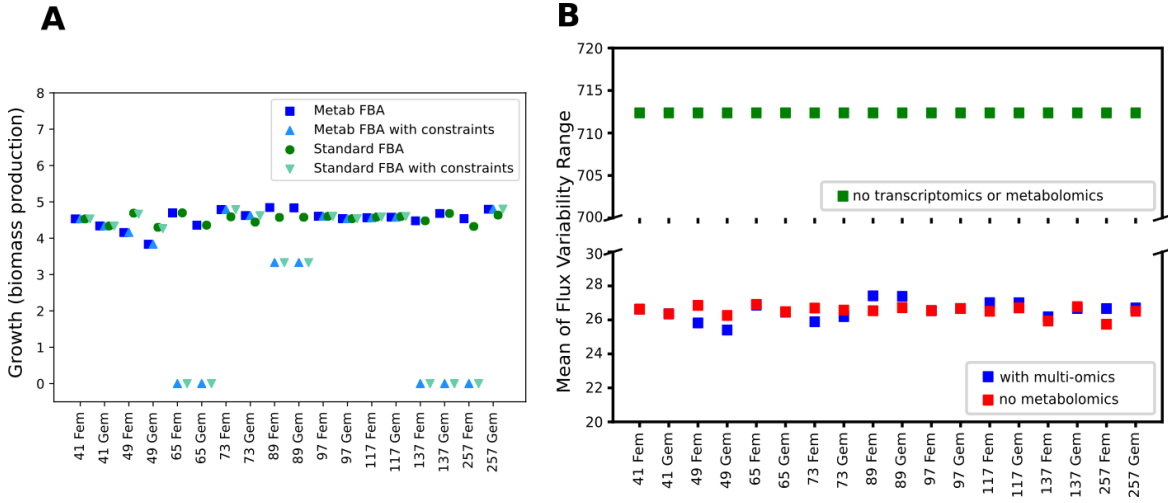 A
Growth (biomass production)
8
7
6
5
4
3
2
1
0
Metab FBA
Metab FBA with constraints
Standard FBA
Standard FBA with constraints
41 Fem
41 Gem
49 Fem
49 Gem
65 Fem
65 Gem
73 Fem
73 Gem
89 Fem
89 Gem
97 Fem
97 Gem
117 Fem
117 Gem
137 Fem
137 Gem
257 Fem
257 Gem
B
Mean of Flux Variability Range
720
715
710
705
700
30
28
26
24
22
20
no transcriptomics or metabolomics
with multi-omics
no metabolomics
41 Fem
41 Gem
49 Fem
49 Gem
65 Fem
65 Gem
73 Fem
73 Gem
89 Fem
89 Gem
97 Fem
97 Gem
117 Fem
117 Gem
137 Fem
137 Gem
257 Fem
257 Gem